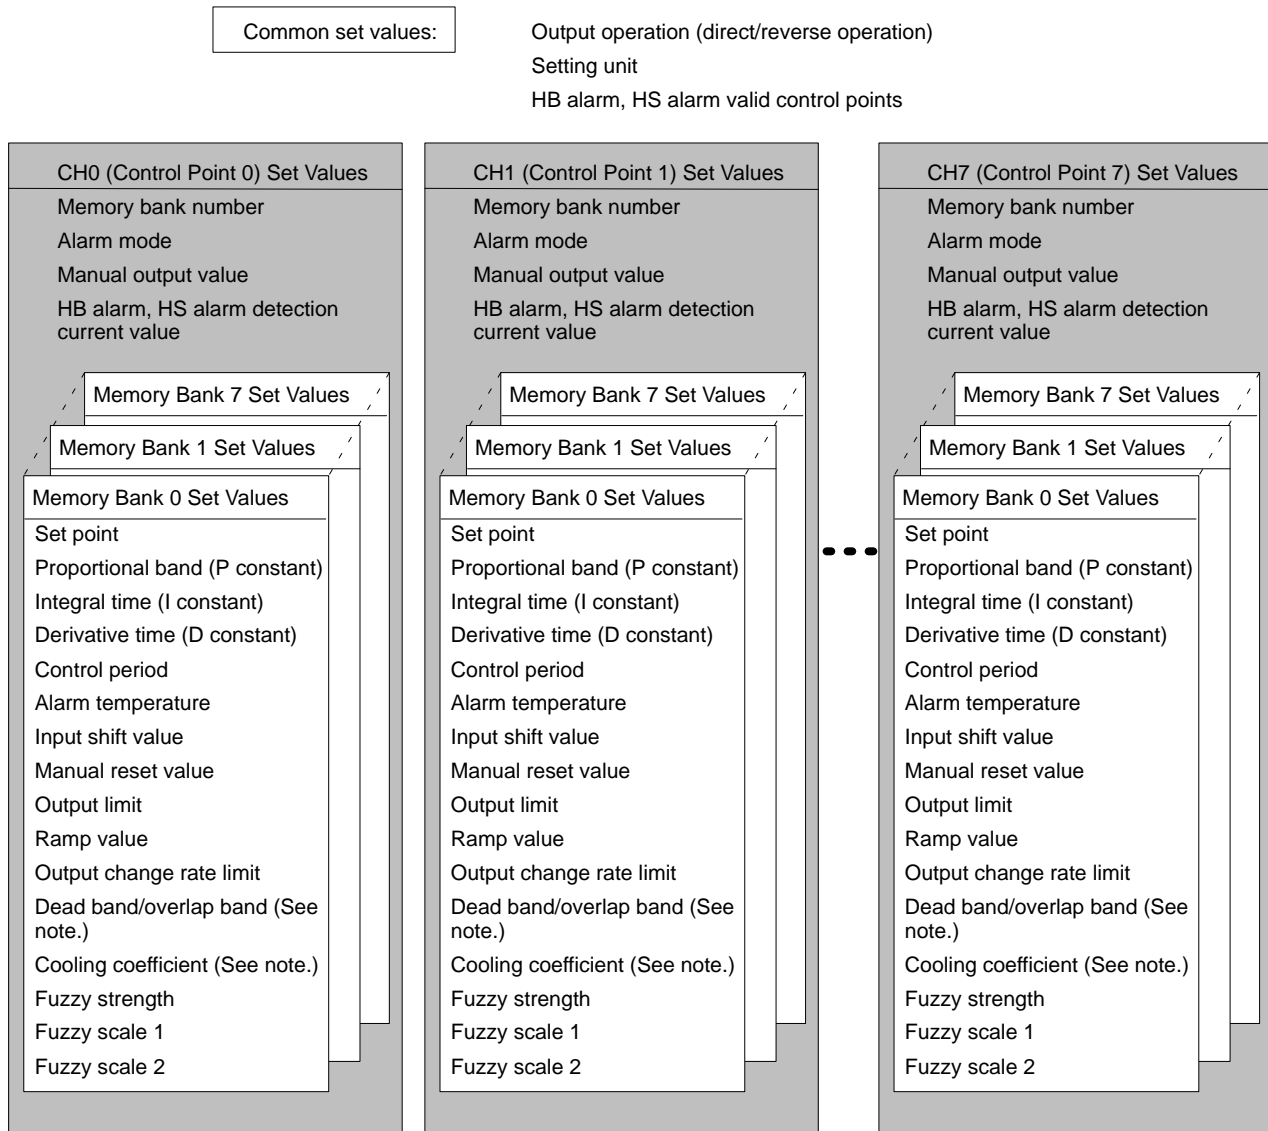 Common set values:
Output operation (direct/reverse operation)
Setting unit
HB alarm, HS alarm valid control points
CH0 (Control Point 0) Set Values
Memory bank number
Alarm mode
Manual output value
HB alarm, HS alarm detection
current value
Memory Bank 7 Set Values
Memory Bank 1 Set Values
Memory Bank 0 Set Values
Set point
Proportional band (P constant)
Integral time (I constant)
Derivative time (D constant)
Control period
Alarm temperature
Input shift value
Manual reset value
Output limit
Ramp value
Output change rate limit
Dead band/overlap band (See
note.)
Cooling coefficient (See note.)
Fuzzy strength
Fuzzy scale 1
Fuzzy scale 2
CH1 (Control Point 1) Set Values
Memory bank number
Alarm mode
Manual output value
HB alarm, HS alarm detection
current value
Memory Bank 7 Set Values
Memory Bank 1 Set Values
Memory Bank 0 Set Values
Set point
Proportional band (P constant)
Integral time (I constant)
Derivative time (D constant)
Control period
Alarm temperature
Input shift value
Manual reset value
Output limit
Ramp value
Output change rate limit
Dead band/overlap band (See
note.)
Cooling coefficient (See note.)
Fuzzy strength
Fuzzy scale 1
Fuzzy scale 2
CH7 (Control Point 7) Set Values
Memory bank number
Alarm mode
Manual output value
HB alarm, HS alarm detection
current value
Memory Bank 7 Set Values
Memory Bank 1 Set Values
Memory Bank 0 Set Values
Set point
Proportional band (P constant)
Integral time (I constant)
Derivative time (D constant)
Control period
Alarm temperature
Input shift value
Manual reset value
Output limit
Ramp value
Output change rate limit
Dead band/overlap band (See
note.)
Cooling coefficient (See note.)
Fuzzy strength
Fuzzy scale 1
Fuzzy scale 2